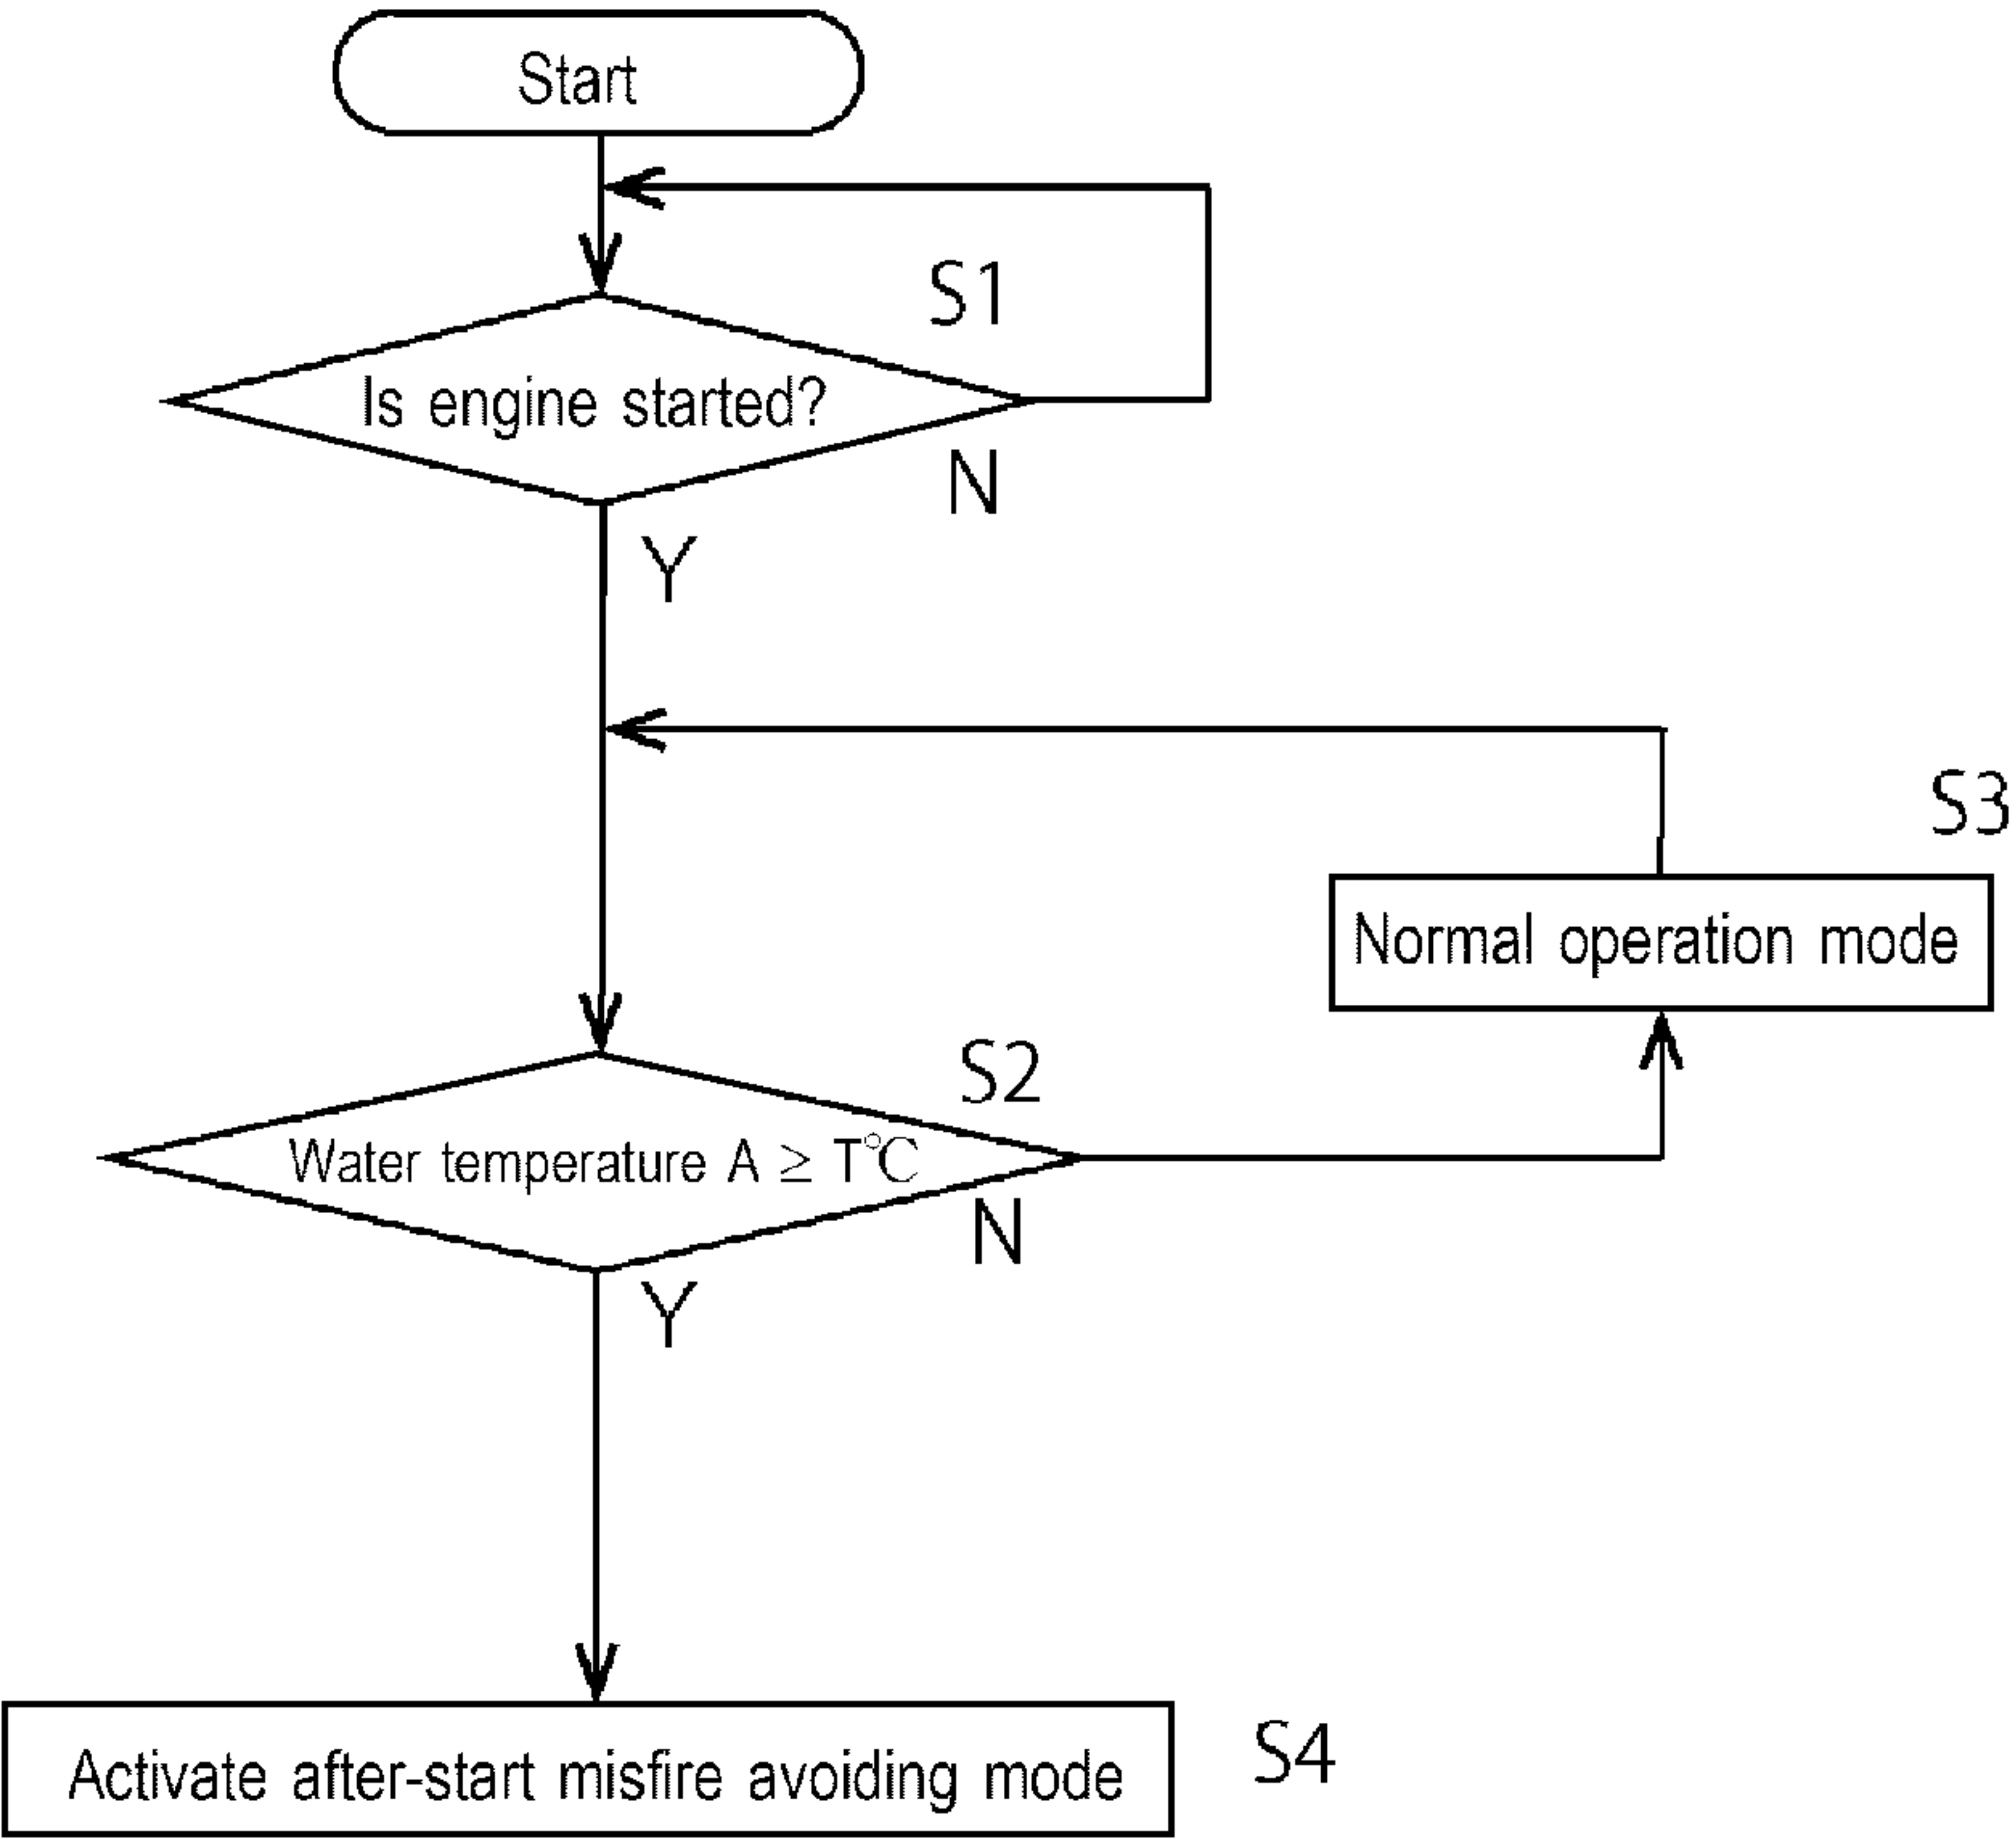 Start
S1
Is engine started?
N
Y
S3
Normal operation mode
S2
Water temperature A ≥ T℃
N
Y
Activate after-start misfire avoiding mode
S4